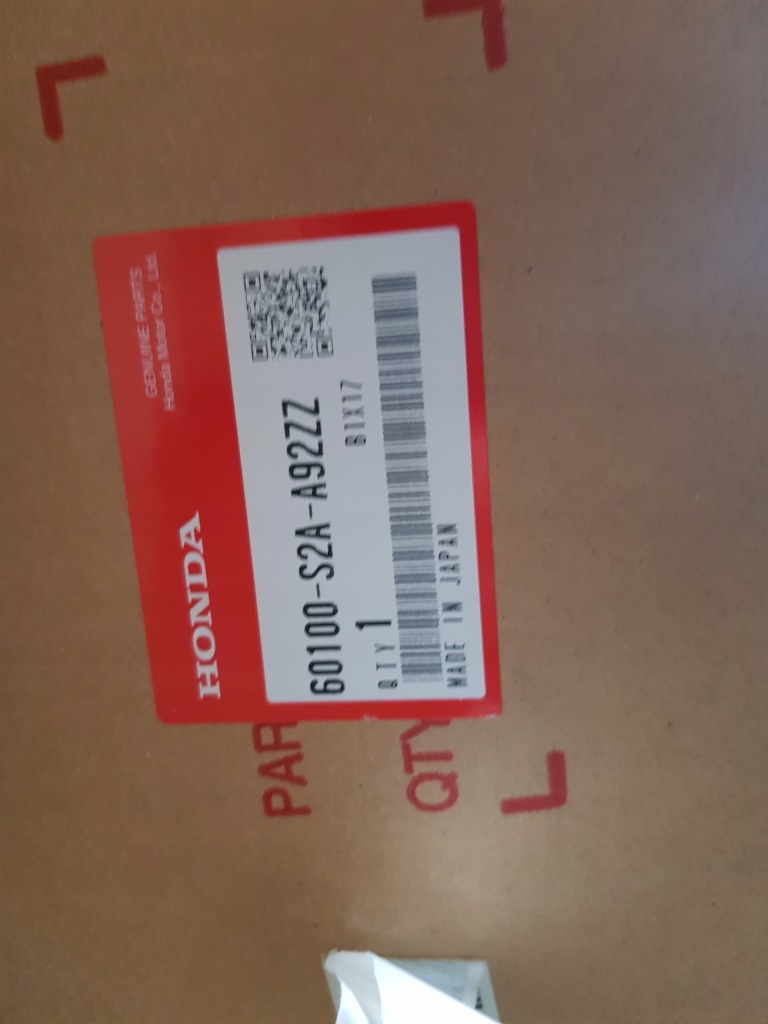 HONDA
GENUINE PARTS
Honda Motor Co., Ltd.
60100-S2A-A92ZZ
B1X17
QTY 1
MADE IN JAPAN
PAR
QTY